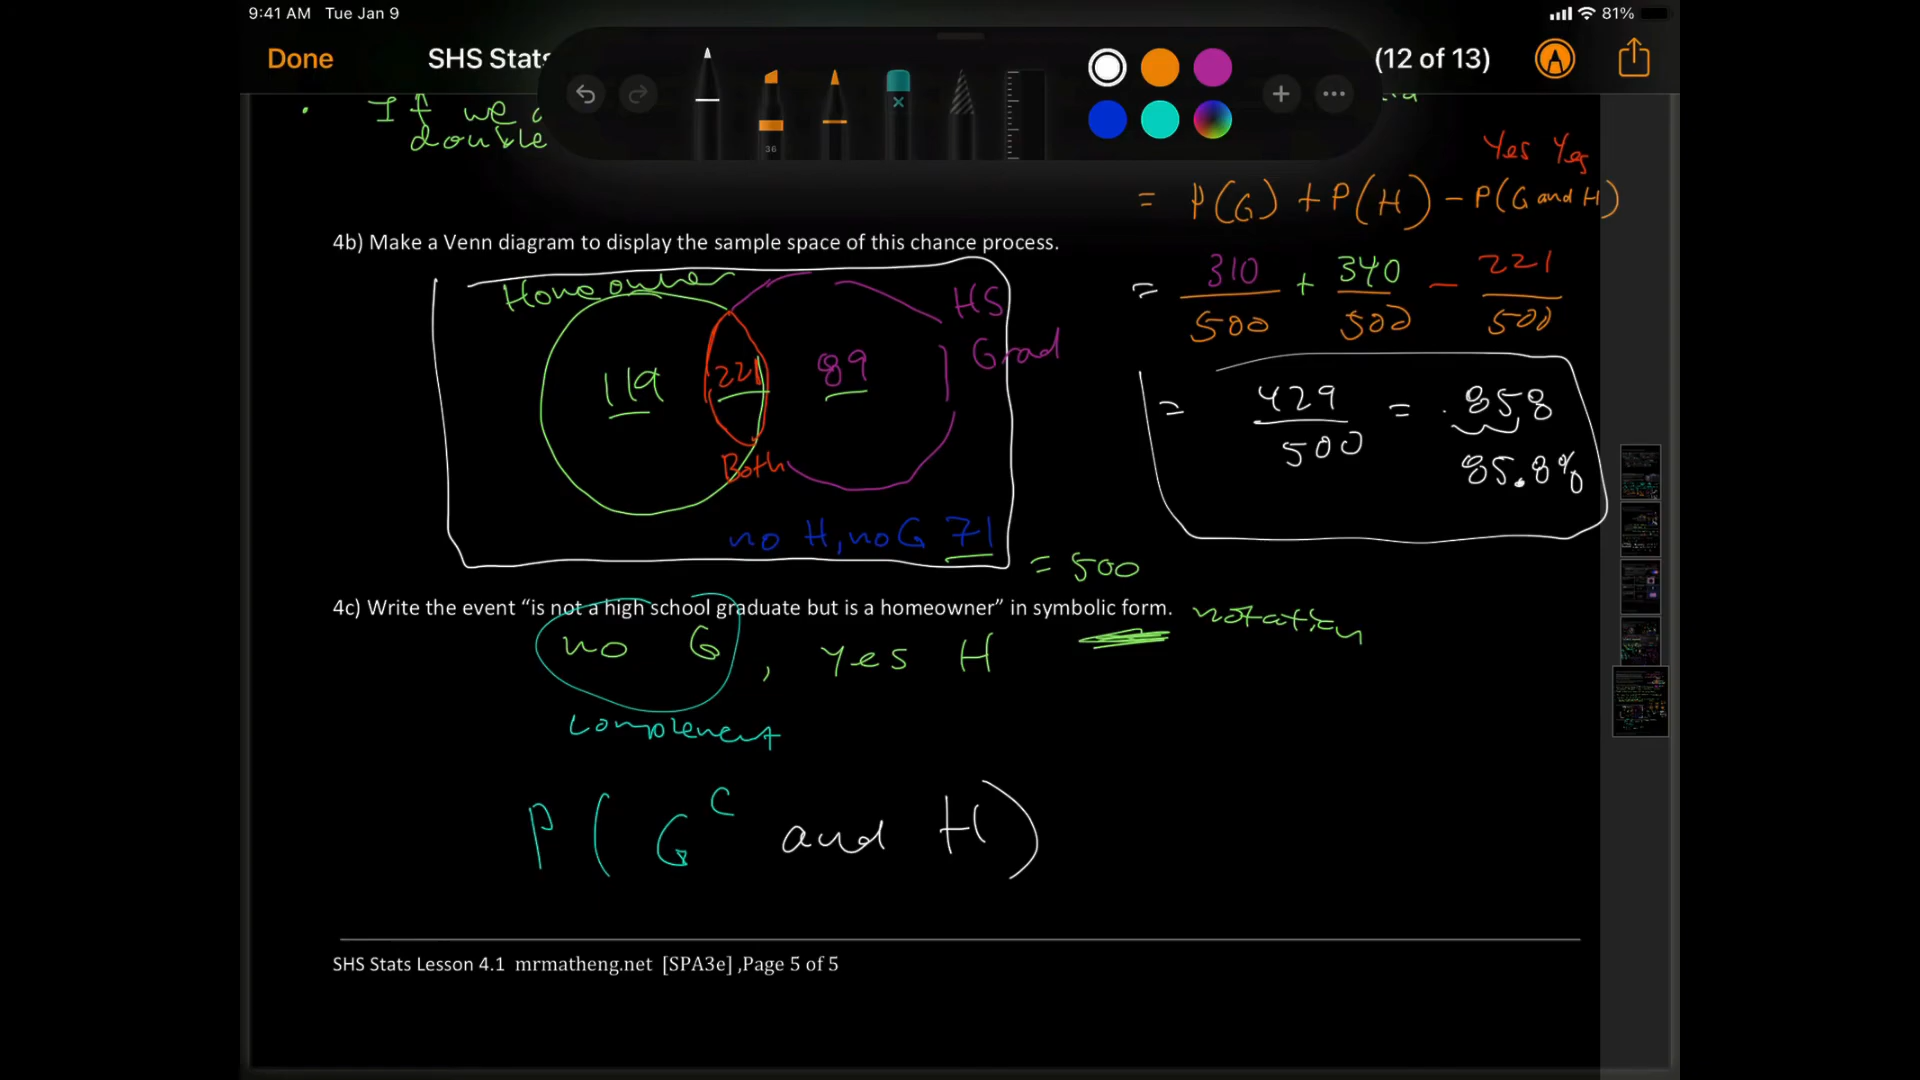 9:41 AM Tue Jan 9 81%
Done SHS Stats (12 of 13)
36
• If we
double
Yes Yes
= P(G) + P(H) - P(G and H)
4b) Make a Venn diagram to display the sample space of this chance process.
Homeowner
HS
Grad
119 221 89
Both
no H, no G 71
= 500
= 310/500 + 340/500 - 221/500
= 429/500 = .858
85.8%
4c) Write the event “is not a high school graduate but is a homeowner” in symbolic form. notation
no G, yes H
complement
P( G^C and H)
SHS Stats Lesson 4.1 mrmatheng.net [SPA3e] ,Page 5 of 5